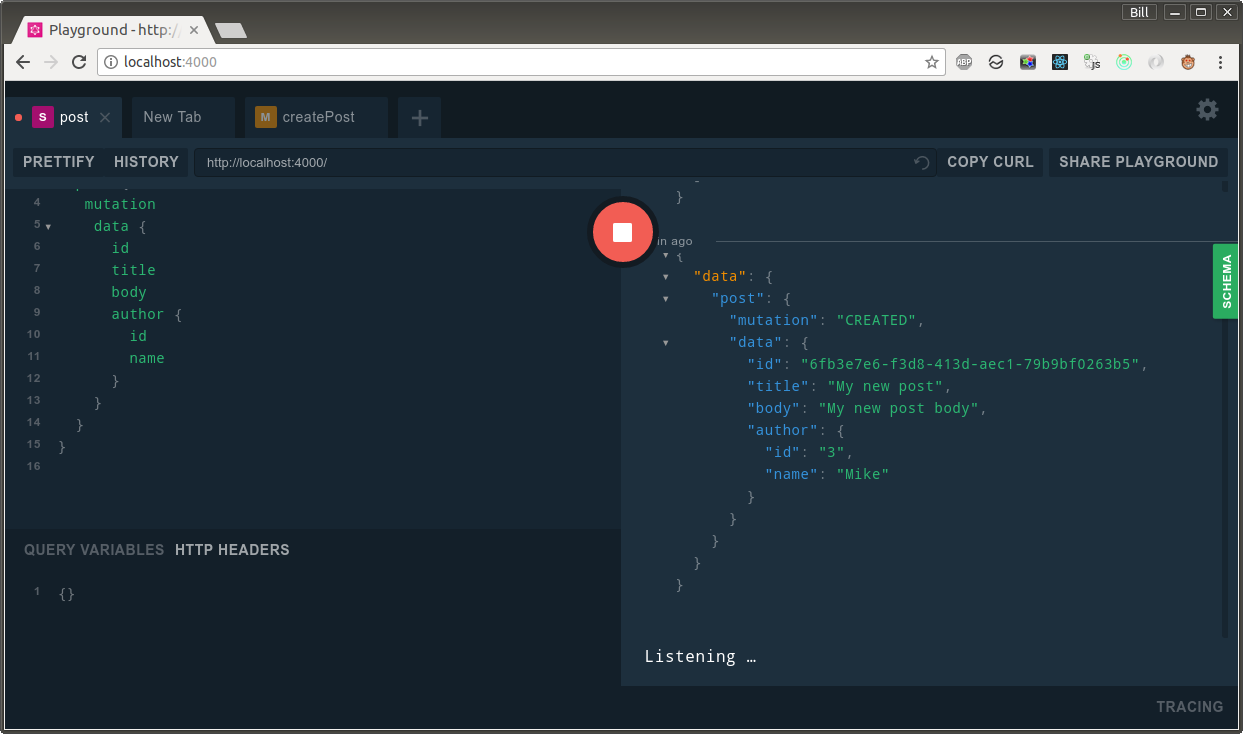 Bill
Playground - http:/
localhost:4000
ABP
JS
S post New Tab M createPost
PRETTIFY HISTORY http://localhost:4000/ COPY CURL SHARE PLAYGROUND
4 mutation
5 data {
6 id
7 title
8 body
9 author {
10 id
11 name
12 }
13 }
14 }
15 }
16
QUERY VARIABLES HTTP HEADERS
1 {}
}
in ago
{
"data": {
"post": {
"mutation": "CREATED",
"data": {
"id": "6fb3e7e6-f3d8-413d-aec1-79b9bf0263b5",
"title": "My new post",
"body": "My new post body",
"author": {
"id": "3",
"name": "Mike"
}
}
}
}
}
SCHEMA
Listening …
TRACING